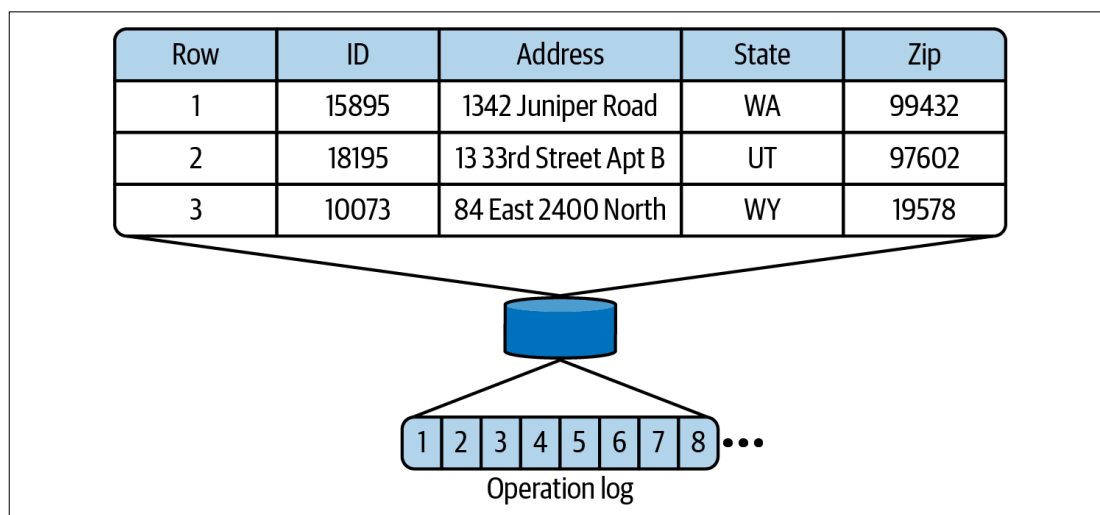 Row ID Address State Zip
1 15895 1342 Juniper Road WA 99432
2 18195 13 33rd Street Apt B UT 97602
3 10073 84 East 2400 North WY 19578
1 2 3 4 5 6 7 8 •••
Operation log